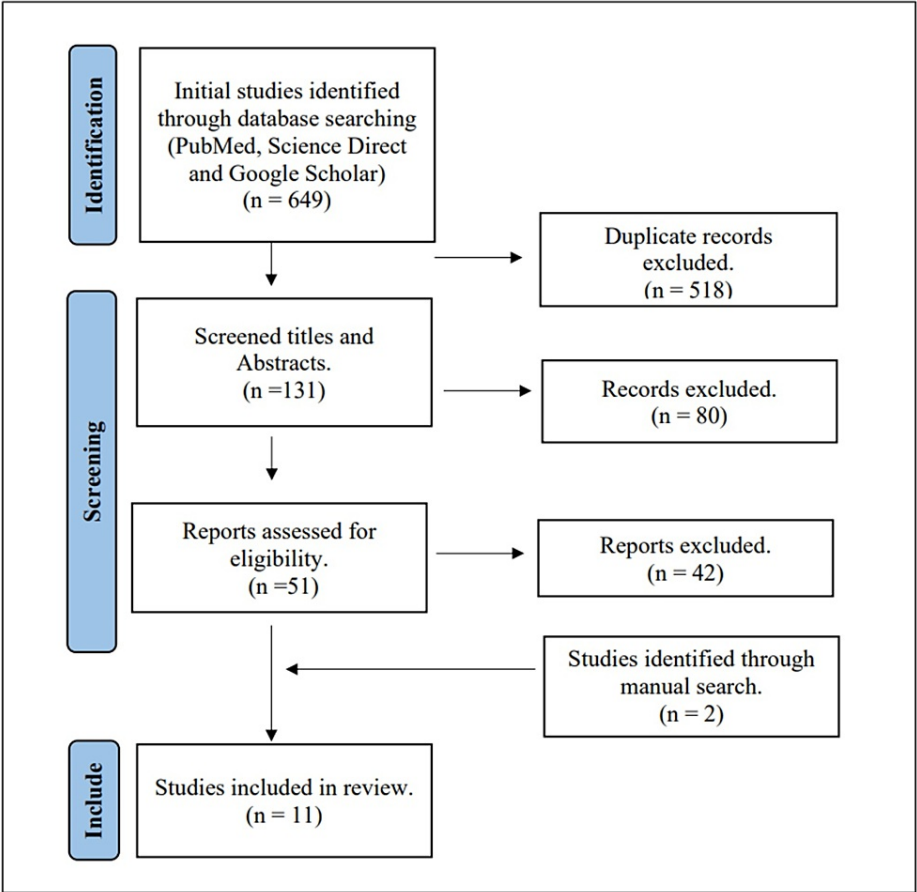 Identification
Initial studies identified
through database searching
(PubMed, Science Direct
and Google Scholar)
(n = 649)
Duplicate records
excluded.
(n = 518)
Screening
Screened titles and
Abstracts.
(n =131)
Records excluded.
(n = 80)
Reports assessed for
eligibility.
(n =51)
Reports excluded.
(n = 42)
Studies identified through
manual search.
(n = 2)
Include
Studies included in review.
(n = 11)